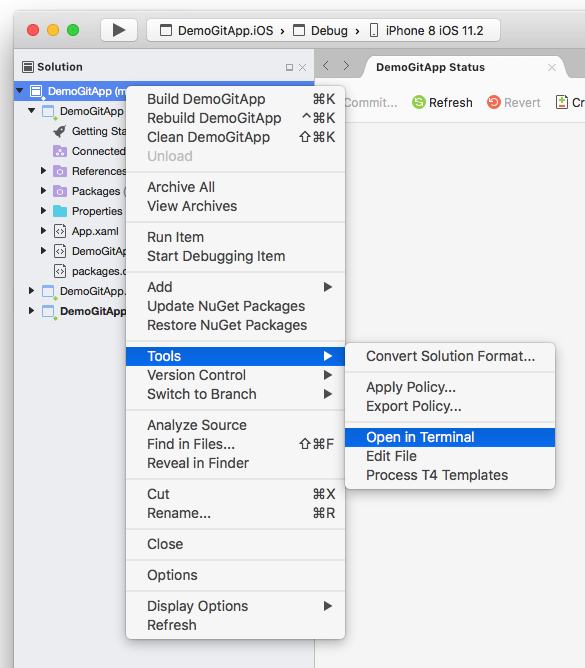 DemoGitApp.iOS > Debug > iPhone 8 iOS 11.2
Solution
DemoGitApp Status
DemoGitApp (m
Commit...
Refresh
Revert
Cr
DemoGitApp
Getting Sta
Connected
References
Packages (
Properties
App.xaml
DemoGitAp
packages.c
DemoGitApp.
DemoGitApp
Build DemoGitApp ⌘K
Rebuild DemoGitApp ^⌘K
Clean DemoGitApp ⇧⌘K
Unload
Archive All
View Archives
Run Item
Start Debugging Item
Add
Update NuGet Packages
Restore NuGet Packages
Tools
Version Control
Switch to Branch
Analyze Source
Find in Files... ⇧⌘F
Reveal in Finder
Cut ⌘X
Rename... ⌘R
Close
Options
Display Options
Refresh
Convert Solution Format...
Apply Policy...
Export Policy...
Open in Terminal
Edit File
Process T4 Templates